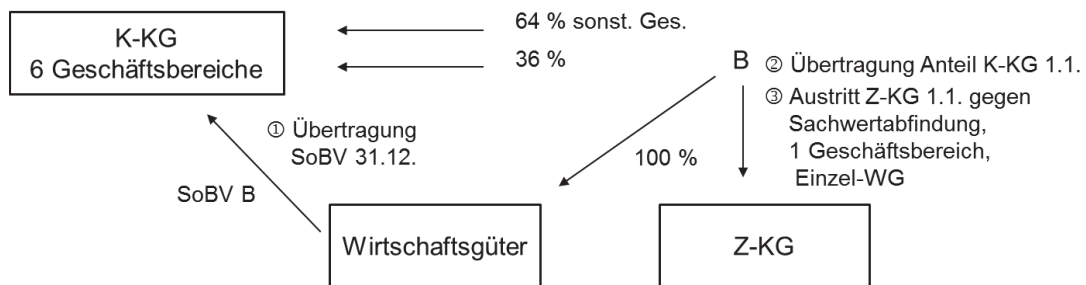 K-KG
6 Geschäftsbereiche
64 % sonst. Ges.
36 %
B
② Übertragung Anteil K-KG 1.1.
③ Austritt Z-KG 1.1. gegen
Sachwertabfindung,
1 Geschäftsbereich,
Einzel-WG
① Übertragung
SoBV 31.12.
100 %
SoBV B
Wirtschaftsgüter
Z-KG